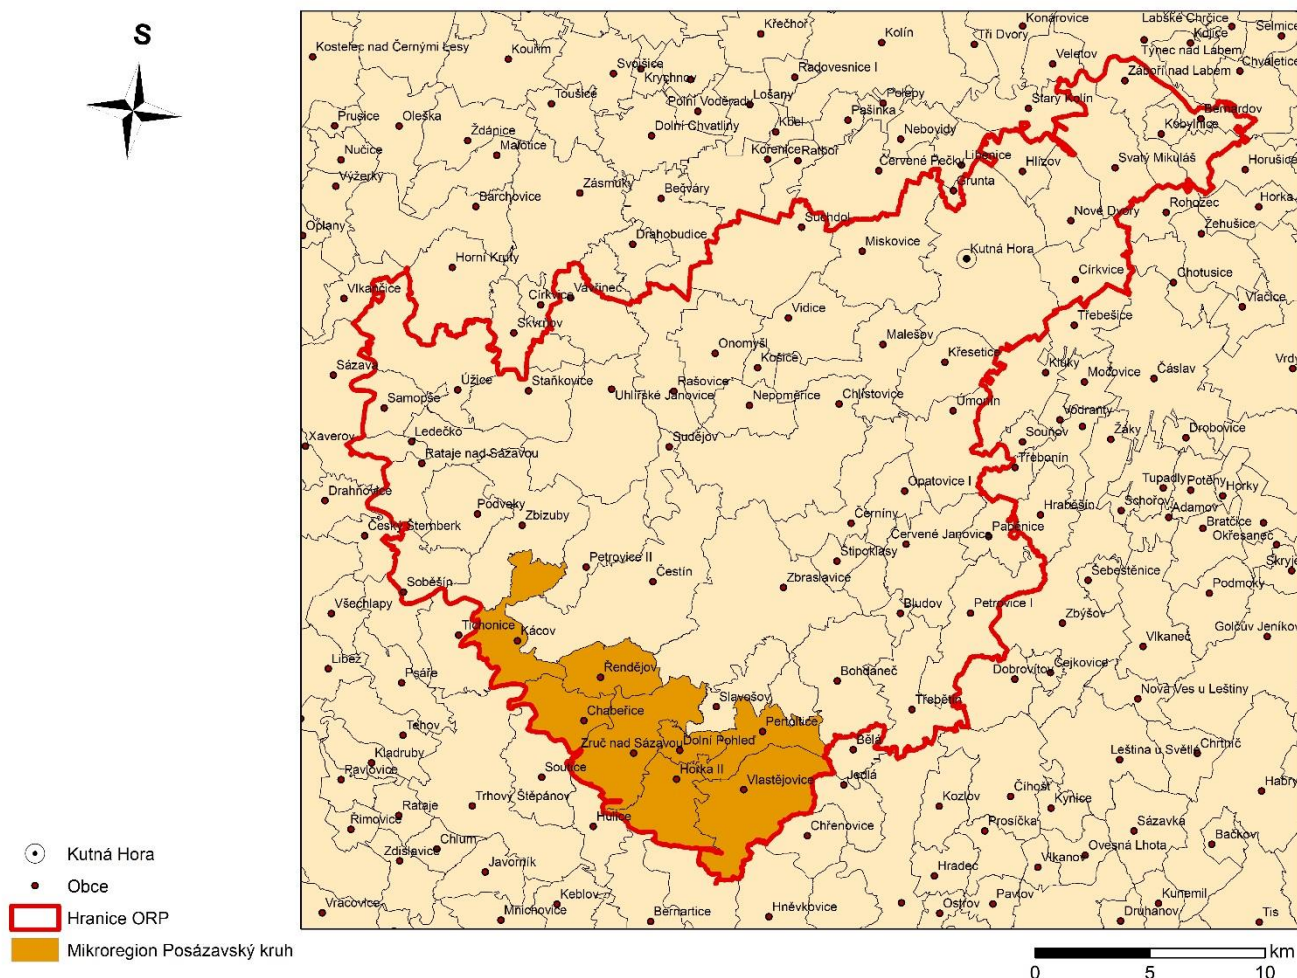 S
Křečhoř
Konárovice
Labské Chrčice
Kojice
Selmice
Kostelec nad Černými Lesy
Kouřim
Kolín
Tři Dvory
Týnec nad Labem
Svojšice
Krychnov
Radovesnice I
Veletov
Záboří nad Labem
Chvaletice
Toušice
Polní Voděrady
Lošany
Polepy
Starý Kolín
Bernardov
Prusice
Oleška
Ždánice
Dolní Chvatliny
Kbel
Pašinka
Nebovidy
Kobylnice
Nučice
Malotice
Kořenice
Ratboř
Červené Pečky
Libenice
Hlízov
Svatý Mikuláš
Horušice
Výžerky
Zásmuky
Bečváry
Grunta
Barchovice
Rohozec
Horka
Oplany
Drahobudice
Suchdol
Miskovice
Nové Dvory
Žehušice
Kutná Hora
Horní Kruty
Vlkančice
Církvice
Vavřinec
Církvice
Chotusice
Skvrňov
Vidice
Vlačice
Třebešice
Onomyšl
Malešov
Sázava
Košice
Křesetice
Kluky
Močovice
Čáslav
Vrdy
Úžice
Staňkovice
Uhlířské Janovice
Rašovice
Nepoměřice
Chlístovice
Úmonín
Samopše
Vodranty
Xaverov
Ledečko
Sudějov
Souňov
Žáky
Drobovice
Rataje nad Sázavou
Třebonín
Drahňovice
Opatovice I
Tupadly
Potěhy
Horky
Podveky
Zbizuby
Hraběšín
Schořov
Adamov
Český Šternberk
Černíny
Červené Janovice
Paběnice
Bratčice
Okřesaneč
Petrovice II
Čestín
Štipoklasy
Skryje
Soběšín
Zbraslavice
Šebestěnice
Podmoky
Všechlapy
Bludov
Petrovice I
Zbýšov
Tichonice
Kácov
Vlkaneč
Golčův Jeníkov
Libež
Psáře
Řendějov
Bohdaneč
Dobrovítov
Čejkovice
Slavošov
Třebětín
Nová Ves u Leštiny
Chabeřice
Pertoltice
Tehov
Zruč nad Sázavou
Dolní Pohleď
Bělá
Leština u Světlé
Chrtníč
Kladruby
Pavlovice
Soutice
Horka II
Vlastějovice
Jedlá
Habry
Trhový Štěpánov
Kozlov
Číhošť
Kynice
Rataje
Hulice
Chřenovice
Prosíčka
Sázavka
Bačkov
Římovice
Zdislavice
Chlum
Vlkanov
Ovesná Lhota
Javorník
Hradec
Keblov
Pavlov
Kunemil
Vracovice
Mnichovice
Bernartice
Hněvkovice
Ostrov
Druhanov
Tis
Kutná Hora
Obce
Hranice ORP
Mikroregion Posázavský kruh
km
0 5 10